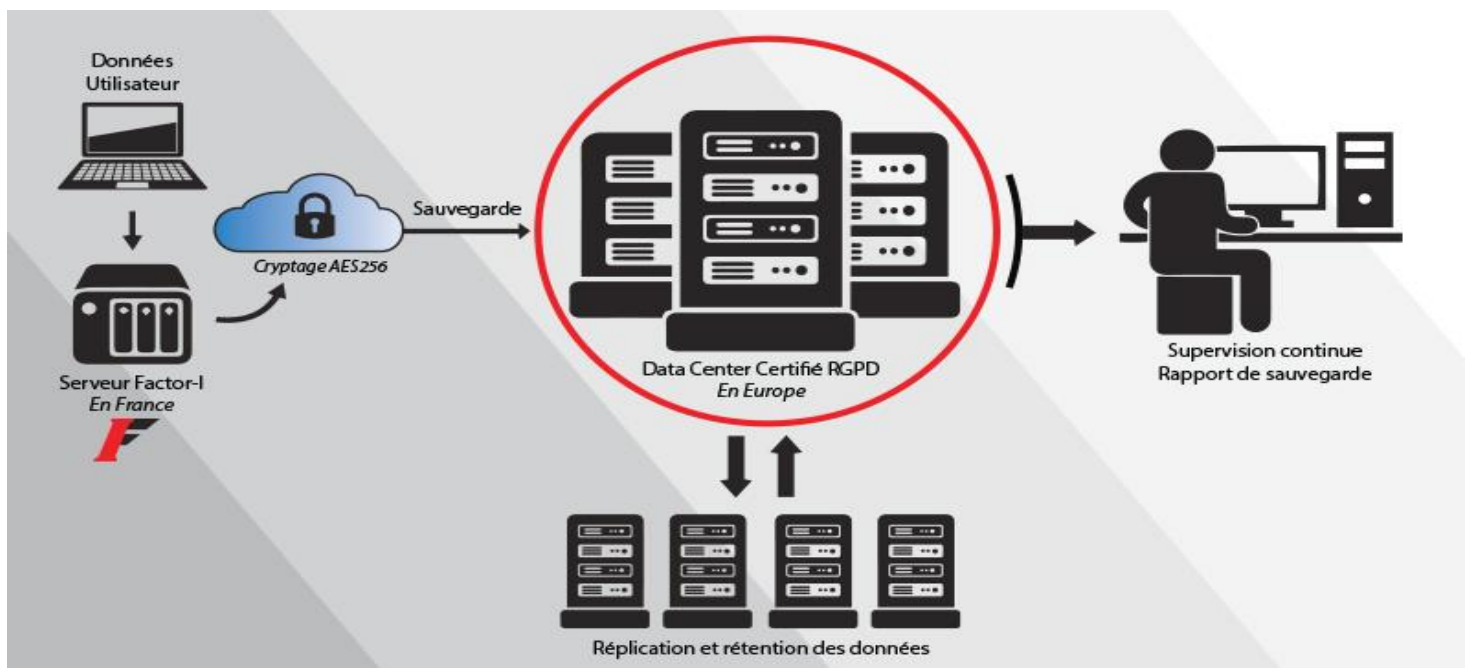 Données
Utilisateur
Serveur Factor-I
En France
Cryptage AES256
Sauvegarde
Data Center Certifié RGPD
En Europe
Réplication et rétention des données
Supervision continue
Rapport de sauvegarde